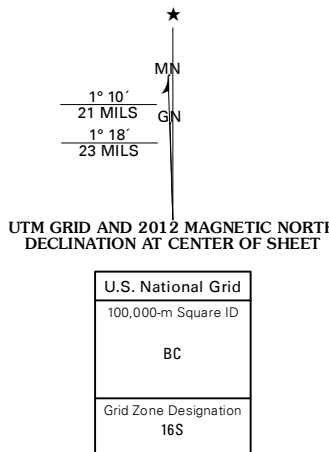 ★
MN
1° 10´
21 MILS
GN
1° 18´
23 MILS
UTM GRID AND 2012 MAGNETIC NORTH
DECLINATION AT CENTER OF SHEET
U.S. National Grid
100,000-m Square ID
BC
Grid Zone Designation
16S